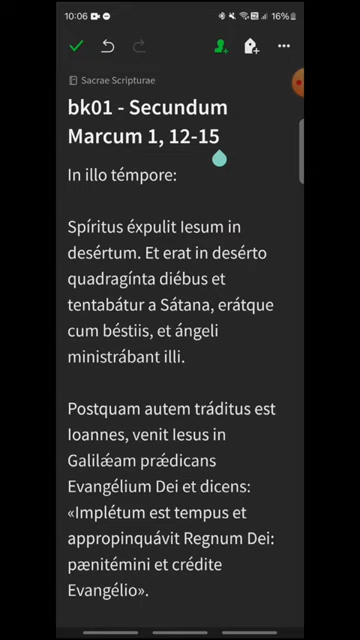 10:06
16%
Sacrae Scripturae
bk01 - Secundum
Marcum 1, 12-15
In illo témpore:
Spíritus éxpulit Iesum in
desértum. Et erat in desérto
quadragínta diébus et
tentabátur a Sátana, erátque
cum béstiis, et ángeli
ministrábant illi.
Postquam autem tráditus est
Ioannes, venit Iesus in
Galilǽam prǽdicans
Evangélium Dei et dicens:
«Implétum est tempus et
appropinquávit Regnum Dei:
pænitémini et crédite
Evangélio».